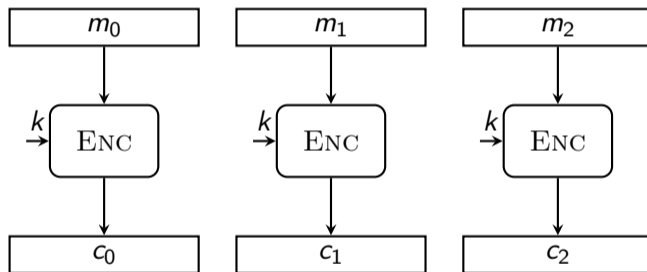 m₀ m₁ m₂
k ENC k ENC k ENC
c₀ c₁ c₂